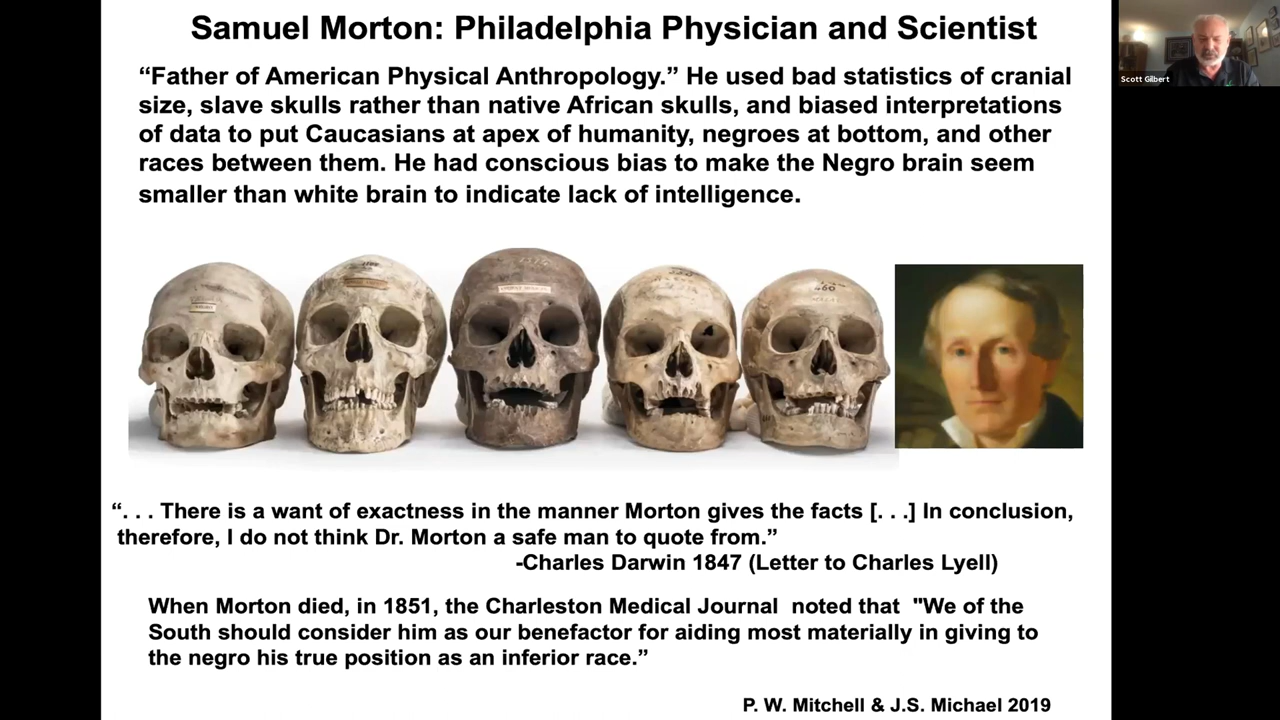 Samuel Morton: Philadelphia Physician and Scientist
Scott Gilbert
“Father of American Physical Anthropology.” He used bad statistics of cranial
size, slave skulls rather than native African skulls, and biased interpretations
of data to put Caucasians at apex of humanity, negroes at bottom, and other
races between them. He had conscious bias to make the Negro brain seem
smaller than white brain to indicate lack of intelligence.
“. . . There is a want of exactness in the manner Morton gives the facts [. . .] In conclusion,
therefore, I do not think Dr. Morton a safe man to quote from.”
-Charles Darwin 1847 (Letter to Charles Lyell)
When Morton died, in 1851, the Charleston Medical Journal noted that "We of the
South should consider him as our benefactor for aiding most materially in giving to
the negro his true position as an inferior race.”
P. W. Mitchell & J.S. Michael 2019